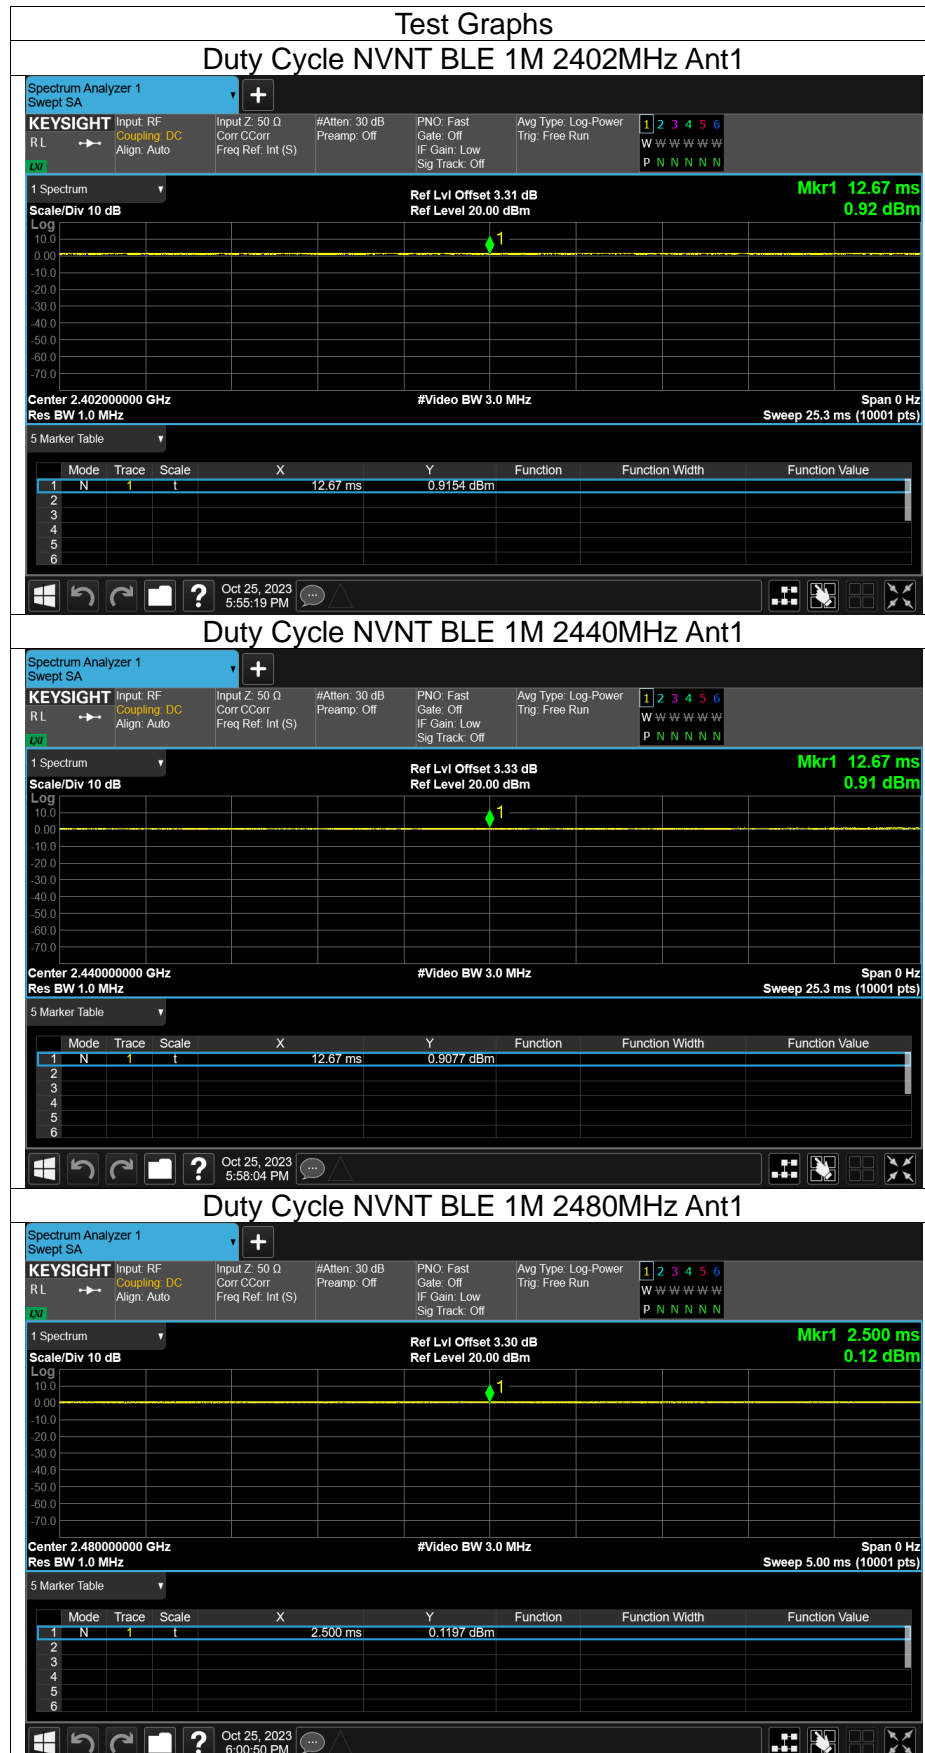 Test Graphs
Duty Cycle NVNT BLE 1M 2402MHz Ant1
Spectrum Analyzer 1
Swept SA
+
KEYSIGHT Input: RF Input Z: 50 Ω #Atten: 30 dB PNO: Fast Avg Type: Log-Power 1 2 3 4 5 6
RL Coupling: DC Corr CCorr Preamp: Off Gate: Off Trig: Free Run W W W W W W
Align: Auto Freq Ref: Int (S) IF Gain: Low P N N N N N
LXI Sig Track: Off
1 Spectrum Ref Lvl Offset 3.31 dB Mkr1 12.67 ms
Scale/Div 10 dB Ref Level 20.00 dBm 0.92 dBm
Log
1
10.0
0.00
-10.0
-20.0
-30.0
-40.0
-50.0
-60.0
-70.0
Center 2.402000000 GHz #Video BW 3.0 MHz Span 0 Hz
Res BW 1.0 MHz Sweep 25.3 ms (10001 pts)
5 Marker Table
Mode Trace Scale X Y Function Function Width Function Value
1 N 1 t 12.67 ms 0.9154 dBm
2
3
4
5
6
? Oct 25, 2023
5:55:19 PM
Duty Cycle NVNT BLE 1M 2440MHz Ant1
Spectrum Analyzer 1
Swept SA
+
KEYSIGHT Input: RF Input Z: 50 Ω #Atten: 30 dB PNO: Fast Avg Type: Log-Power 1 2 3 4 5 6
RL Coupling: DC Corr CCorr Preamp: Off Gate: Off Trig: Free Run W W W W W W
Align: Auto Freq Ref: Int (S) IF Gain: Low P N N N N N
LXI Sig Track: Off
1 Spectrum Ref Lvl Offset 3.33 dB Mkr1 12.67 ms
Scale/Div 10 dB Ref Level 20.00 dBm 0.91 dBm
Log
1
10.0
0.00
-10.0
-20.0
-30.0
-40.0
-50.0
-60.0
-70.0
Center 2.440000000 GHz #Video BW 3.0 MHz Span 0 Hz
Res BW 1.0 MHz Sweep 25.3 ms (10001 pts)
5 Marker Table
Mode Trace Scale X Y Function Function Width Function Value
1 N 1 t 12.67 ms 0.9077 dBm
2
3
4
5
6
? Oct 25, 2023
5:58:04 PM
Duty Cycle NVNT BLE 1M 2480MHz Ant1
Spectrum Analyzer 1
Swept SA
+
KEYSIGHT Input: RF Input Z: 50 Ω #Atten: 30 dB PNO: Fast Avg Type: Log-Power 1 2 3 4 5 6
RL Coupling: DC Corr CCorr Preamp: Off Gate: Off Trig: Free Run W W W W W W
Align: Auto Freq Ref: Int (S) IF Gain: Low P N N N N N
LXI Sig Track: Off
1 Spectrum Ref Lvl Offset 3.30 dB Mkr1 2.500 ms
Scale/Div 10 dB Ref Level 20.00 dBm 0.12 dBm
Log
1
10.0
0.00
-10.0
-20.0
-30.0
-40.0
-50.0
-60.0
-70.0
Center 2.480000000 GHz #Video BW 3.0 MHz Span 0 Hz
Res BW 1.0 MHz Sweep 5.00 ms (10001 pts)
5 Marker Table
Mode Trace Scale X Y Function Function Width Function Value
1 N 1 t 2.500 ms 0.1197 dBm
2
3
4
5
6
? Oct 25, 2023
6:00:50 PM